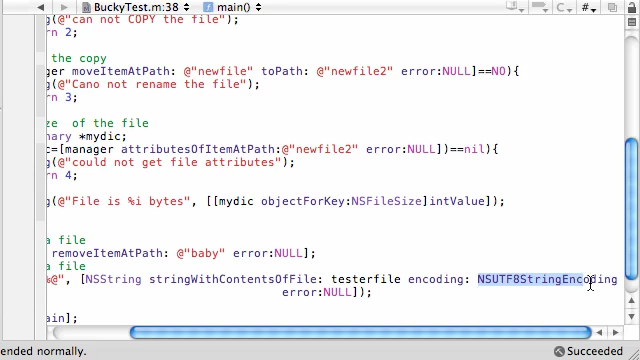 BuckyTest.m:38 main() C #
g(@"can not COPY the file");
rn 2;
the copy
ger moveItemAtPath: @"newfile" toPath: @"newfile2" error:NULL]==NO){
g(@"Cano not rename the file");
rn 3;
ze of the file
nary *mydic;
c=[manager attributesOfItemAtPath:@"newfile2" error:NULL])==nil){
g(@"could not get file attributes");
rn 4;
g(@"File is %i bytes", [[mydic objectForKey:NSFileSize]intValue]);
a file
removeItemAtPath: @"baby" error:NULL];
a file
%@", [NSString stringWithContentsOfFile: testerfile encoding: NSUTF8StringEncoding
error:NULL]);
ain];
ended normally. Succeeded